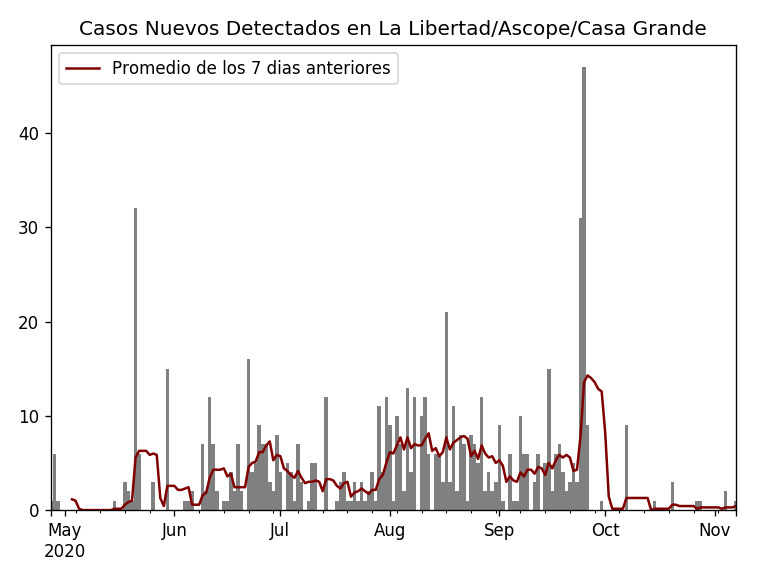 Casos Nuevos Detectados en La Libertad/Ascope/Casa Grande
Promedio de los 7 dias anteriores
40
30
20
10
0
May Jun Jul Aug Sep Oct Nov
2020